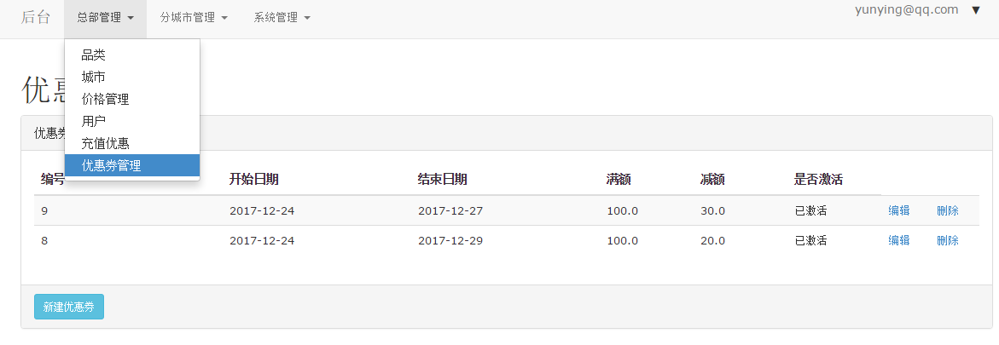 后台 总部管理 分城市管理 系统管理 yunying@qq.com
品类
城市
价格管理
用户
充值优惠
优惠券管理
优惠
优惠券
编号 开始日期 结束日期 满额 减额 是否激活
9 2017-12-24 2017-12-27 100.0 30.0 已激活 编辑 删除
8 2017-12-24 2017-12-29 100.0 20.0 已激活 编辑 删除
新建优惠券